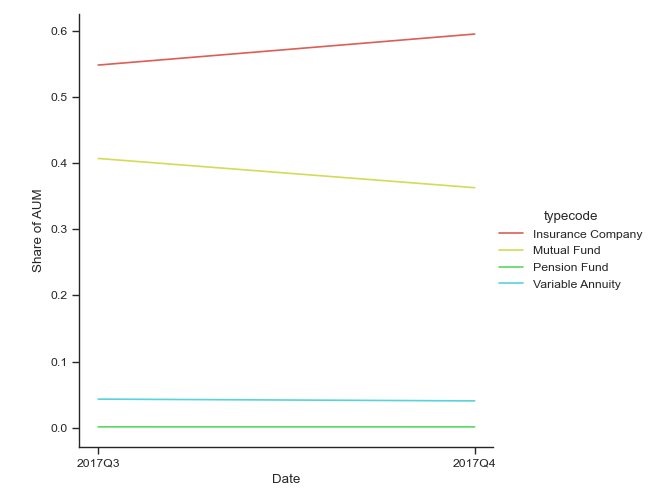 0.6
0.5
0.4
0.3
0.2
0.1
0.0
Share of AUM
2017Q3
2017Q4
Date
typecode
Insurance Company
Mutual Fund
Pension Fund
Variable Annuity